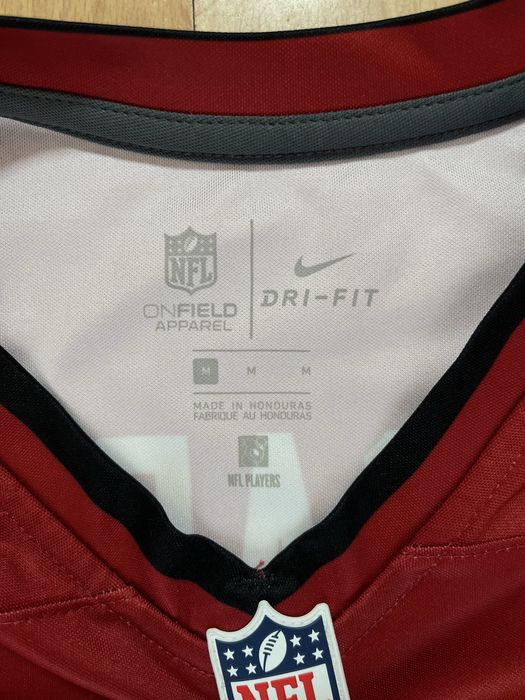 NFL
ONFIELD
APPAREL
DRI-FIT
M M M
MADE IN HONDURAS
FABRIQUE AU HONDURAS
NFL PLAYERS
NFL